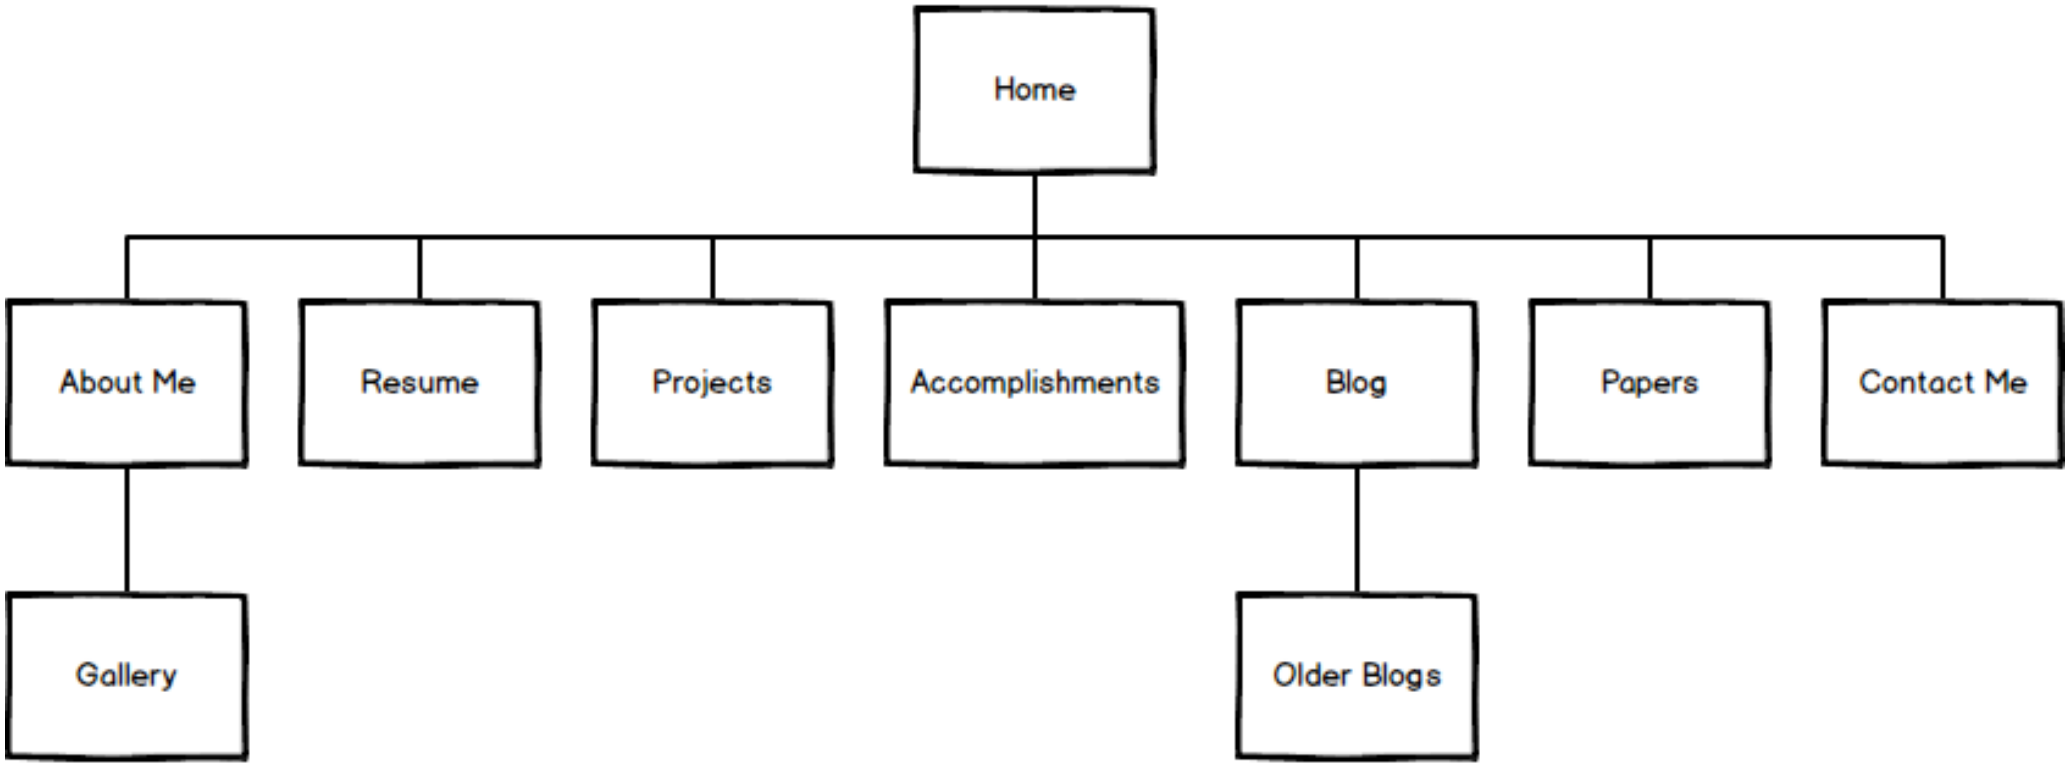 Home
About Me
Resume
Projects
Accomplishments
Blog
Papers
Contact Me
Gallery
Older Blogs